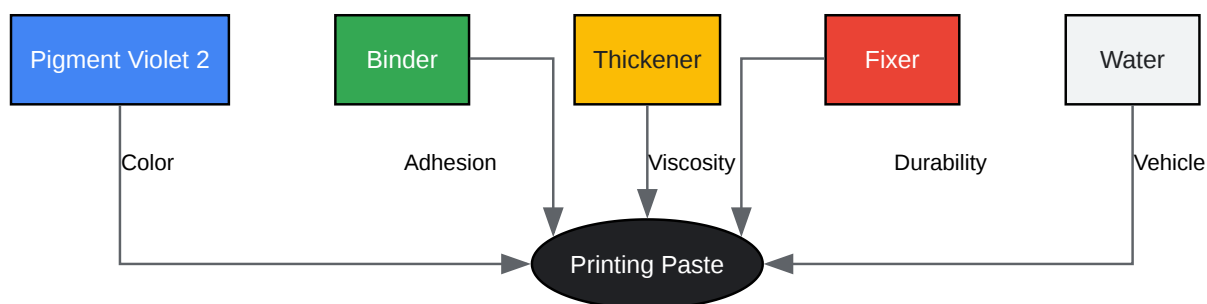 Pigment Violet 2
Binder
Thickener
Fixer
Water
Color
Adhesion
Viscosity
Durability
Vehicle
Printing Paste